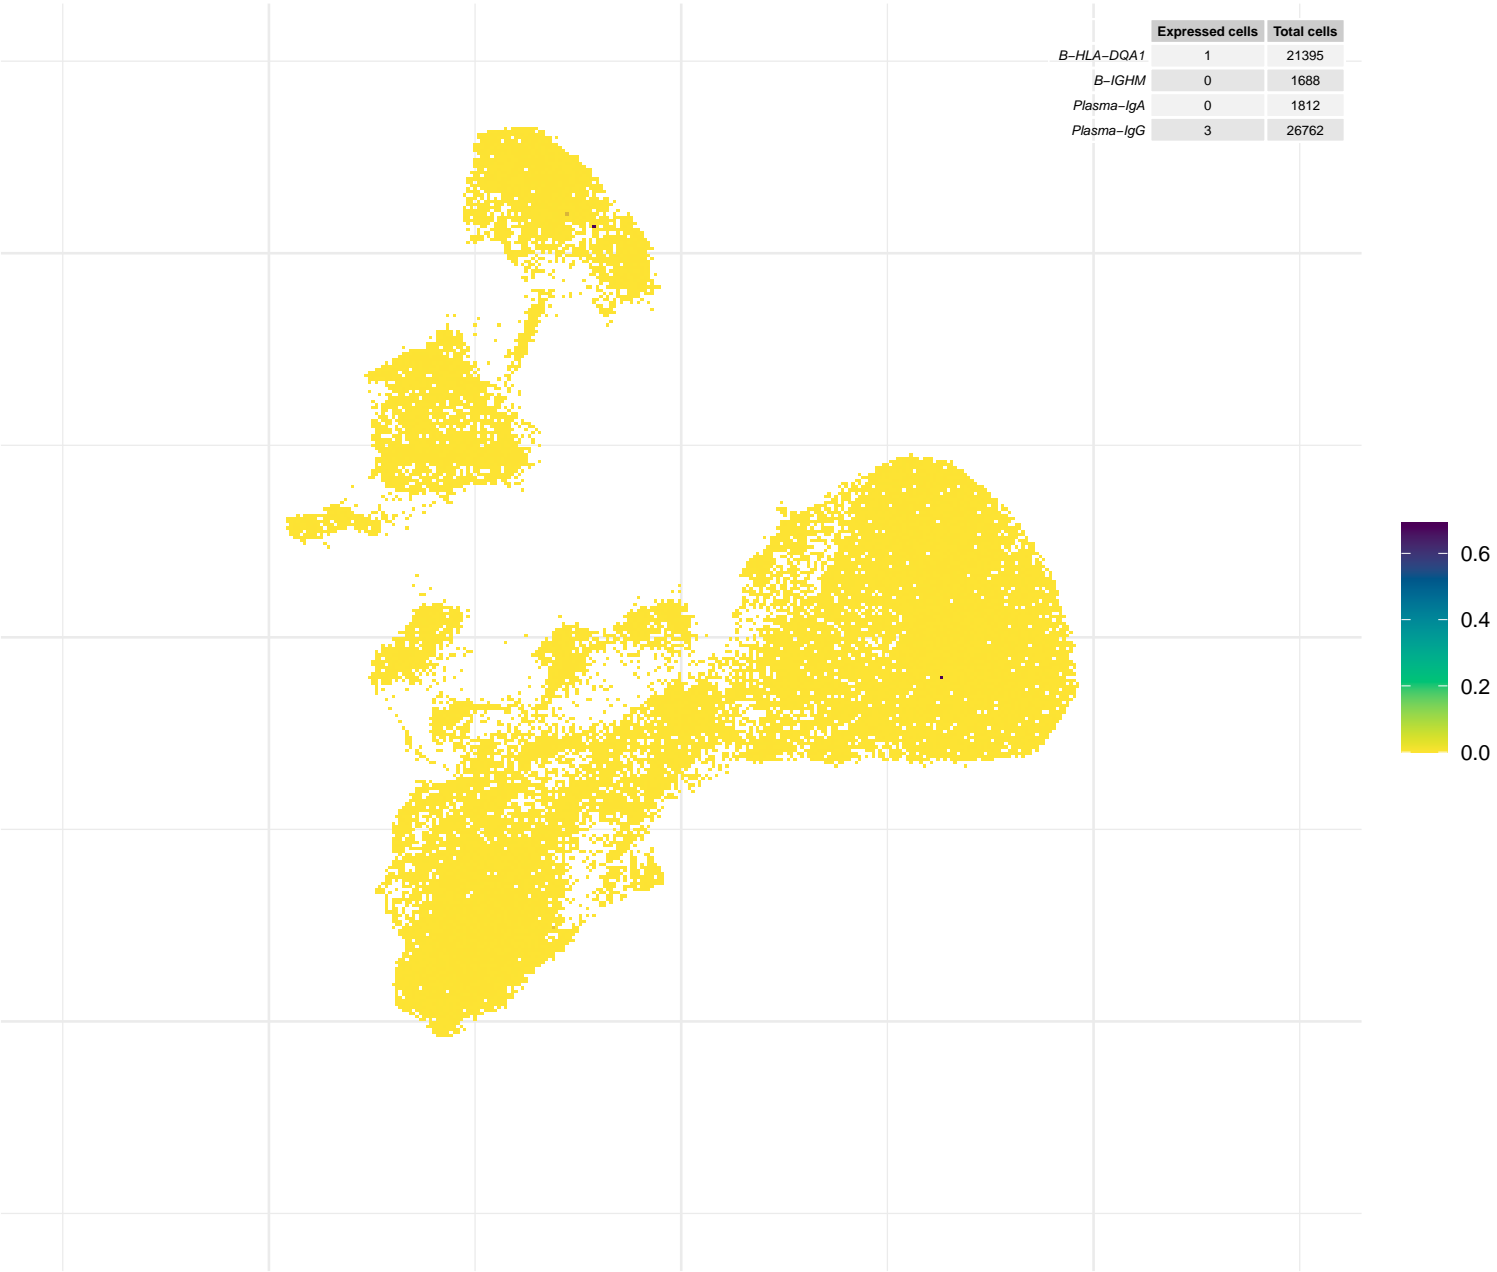 Expressed cells Total cells
B−HLA−DQA1 1 21395
B−IGHM 0 1688
Plasma−IgA 0 1812
Plasma−IgG 3 26762
0.6
0.4
0.2
0.0